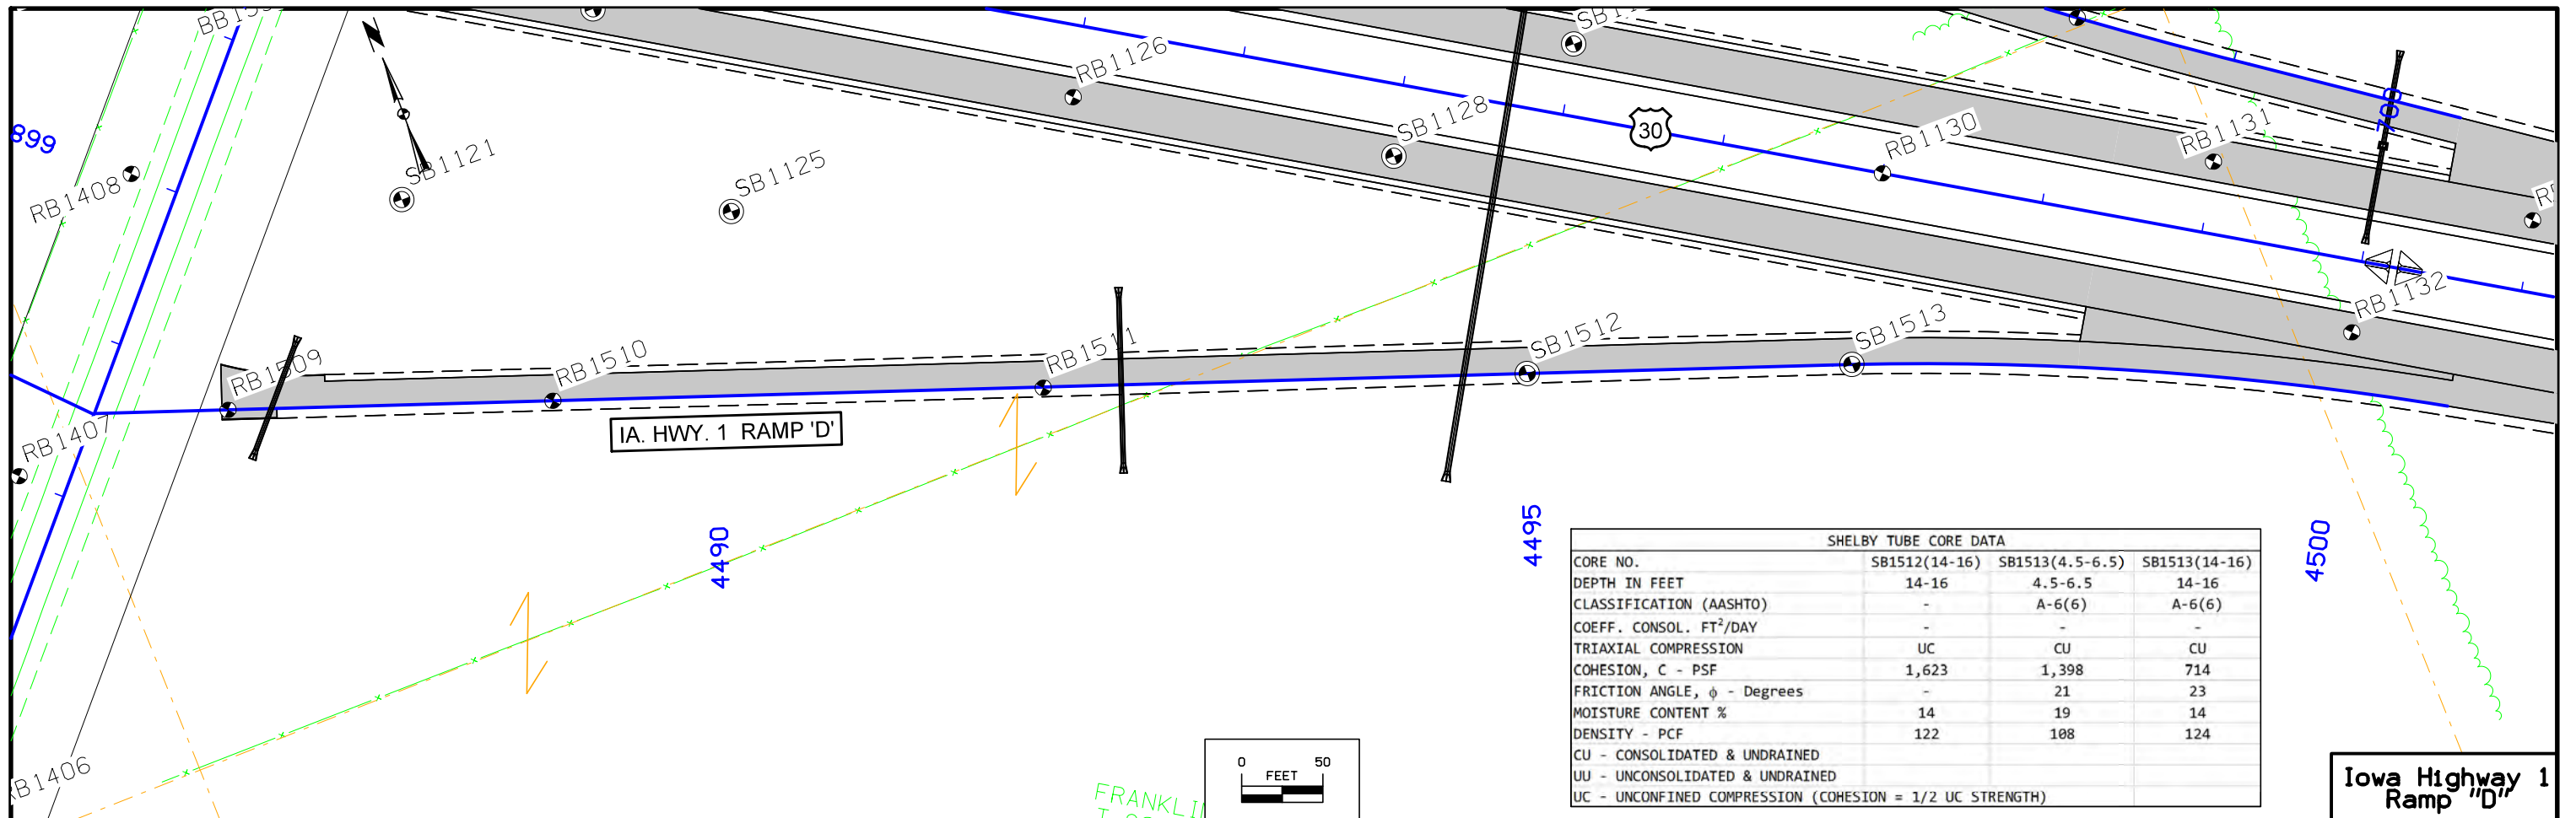 RB1126
SB1128
30
RB1130
RB1131
700
899
RB1408
SB1121
SB1125
RB1132
RB1509
RB1510
RB1511
SB1512
SB1513
RB1407
IA. HWY. 1 RAMP 'D'
4490
4495
4500
SHELBY TUBE CORE DATA
CORE NO. SB1512(14-16) SB1513(4.5-6.5) SB1513(14-16)
DEPTH IN FEET 14-16 4.5-6.5 14-16
CLASSIFICATION (AASHTO) - A-6(6) A-6(6)
COEFF. CONSOL. FT²/DAY - - -
TRIAXIAL COMPRESSION UC CU CU
COHESION, C - PSF 1,623 1,398 714
FRICTION ANGLE, ϕ - Degrees - 21 23
MOISTURE CONTENT % 14 19 14
DENSITY - PCF 122 108 124
CU - CONSOLIDATED & UNDRAINED
UU - UNCONSOLIDATED & UNDRAINED
UC - UNCONFINED COMPRESSION (COHESION = 1/2 UC STRENGTH)
0 50
FEET
RB1406
Iowa Highway 1
Ramp "D"